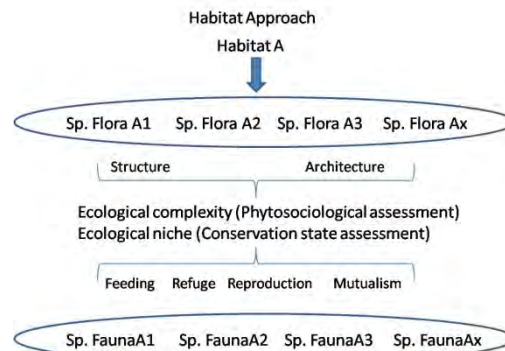 Habitat Approach
Habitat A
Sp. Flora A1 Sp. Flora A2 Sp. Flora A3 Sp. Flora Ax
Structure Architecture
Ecological complexity (Phytosociological assessment)
Ecological niche (Conservation state assessment)
Feeding Refuge Reproduction Mutualism
Sp. FaunaA1 Sp. FaunaA2 Sp. FaunaA3 Sp. FaunaAx